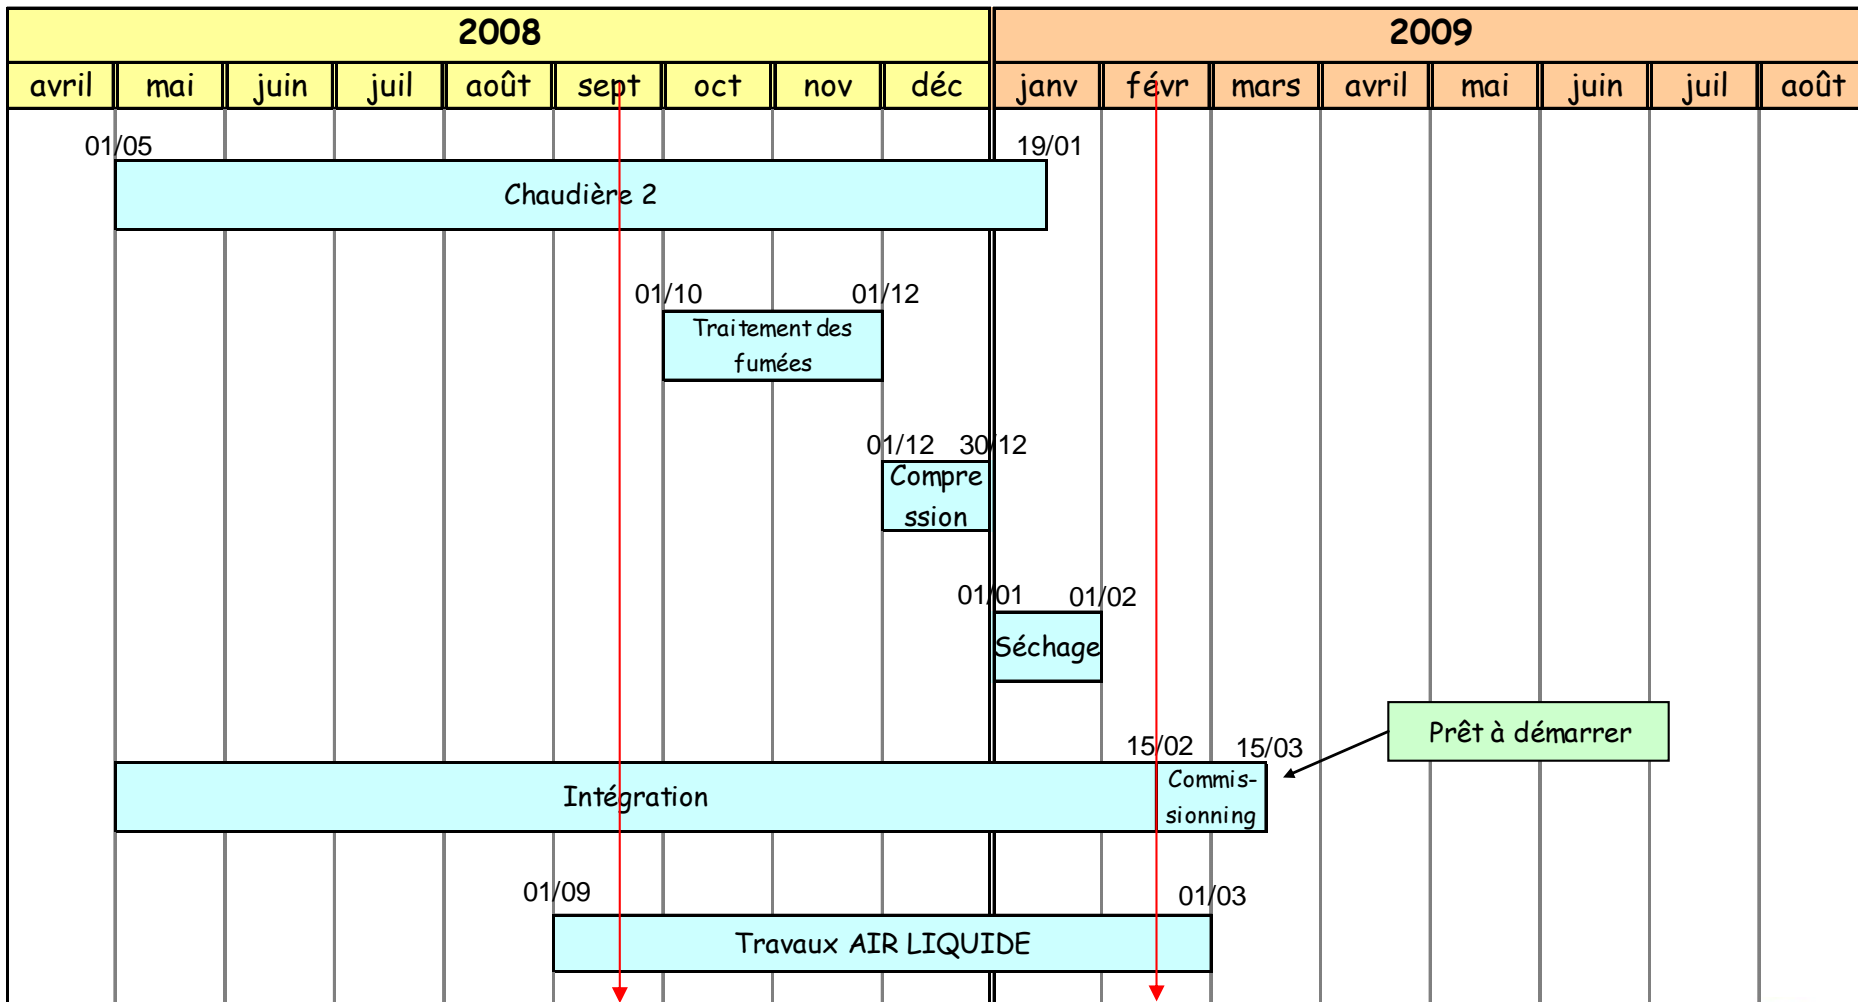 2008 2009
avril mai juin juil août sept oct nov déc janv févr mars avril mai juin juil août
01/05 19/01
Chaudière 2
01/10 01/12
Traitement des
fumées
01/12 30/12
Compre
ssion
01/01 01/02
Séchage
Prêt à démarrer
15/02 15/03
Intégration
Commis-
sionning
01/09 01/03
Travaux AIR LIQUIDE